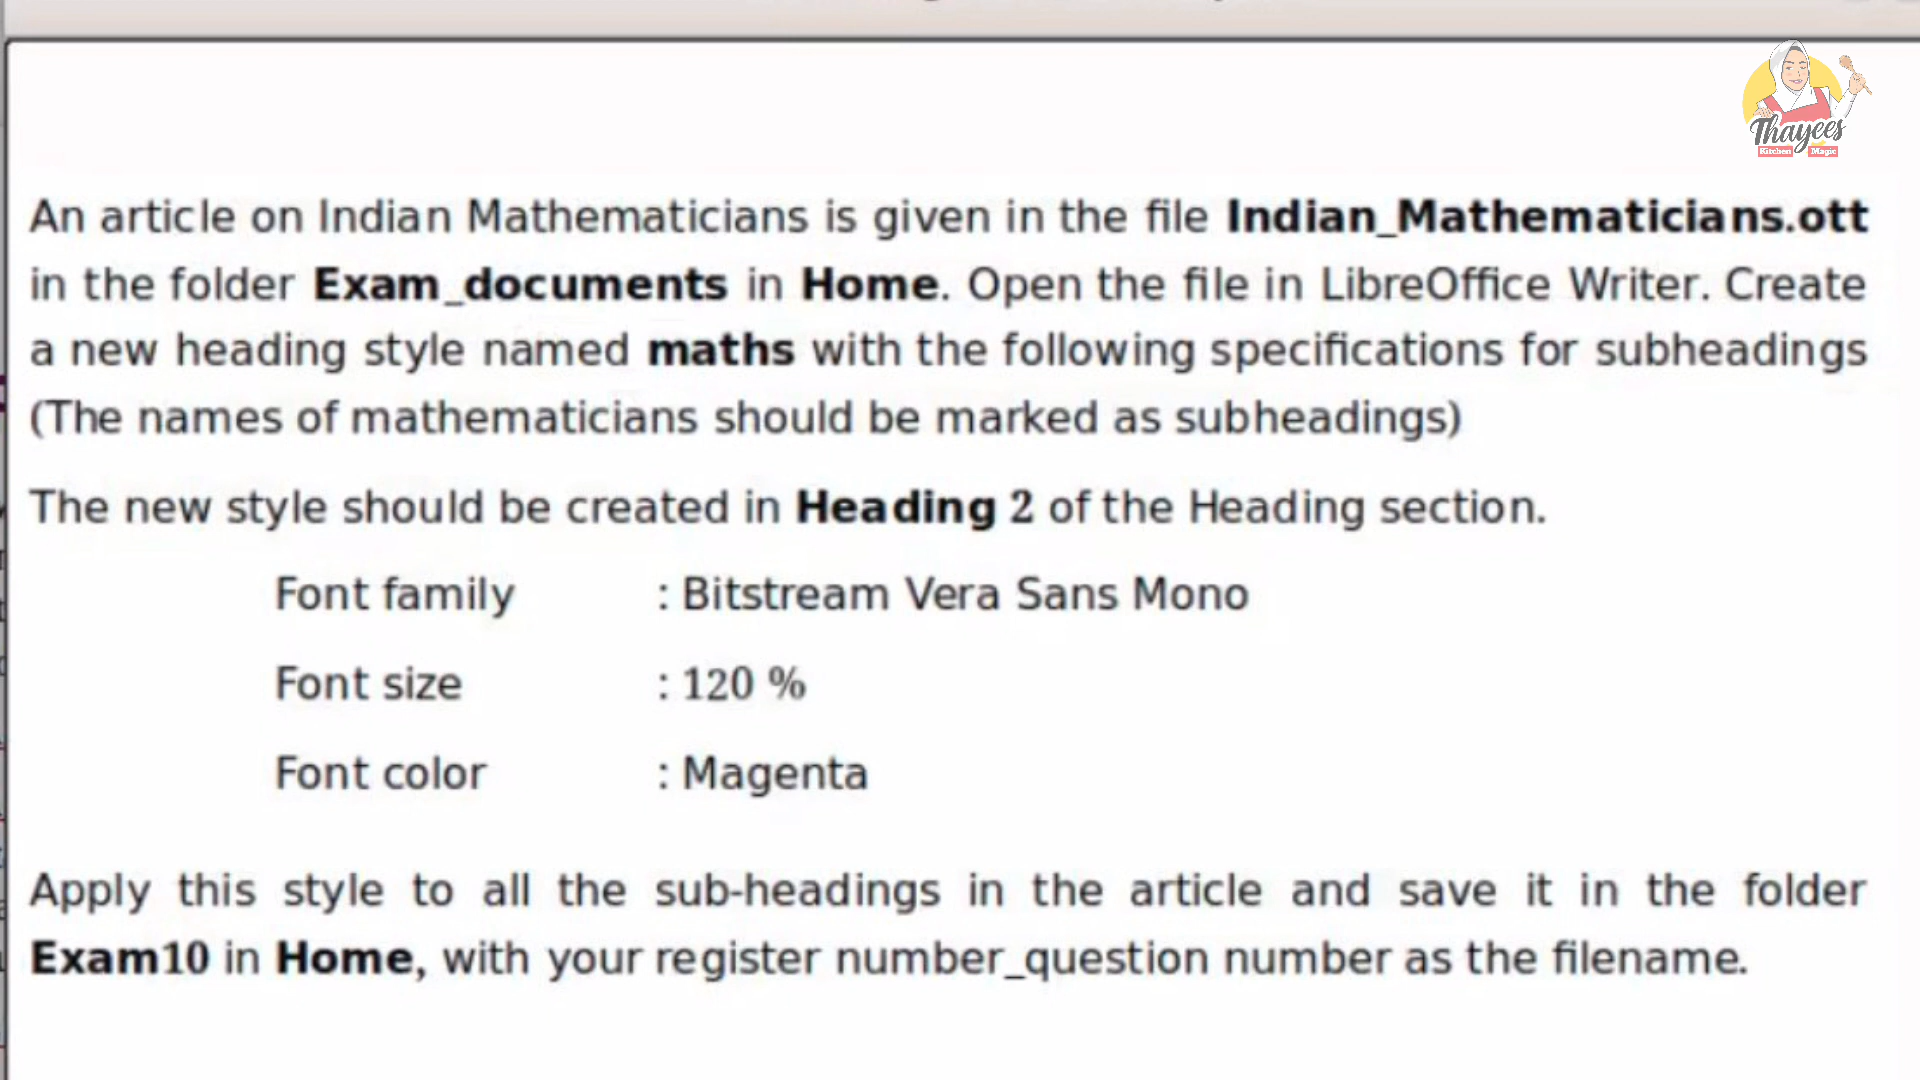 Thayees
Kitchen Magic
An article on Indian Mathematicians is given in the file Indian_Mathematicians.ott
in the folder Exam_documents in Home. Open the file in LibreOffice Writer. Create
a new heading style named maths with the following specifications for subheadings
(The names of mathematicians should be marked as subheadings)
The new style should be created in Heading 2 of the Heading section.
Font family : Bitstream Vera Sans Mono
Font size : 120 %
Font color : Magenta
Apply this style to all the sub-headings in the article and save it in the folder
Exam10 in Home, with your register number_question number as the filename.